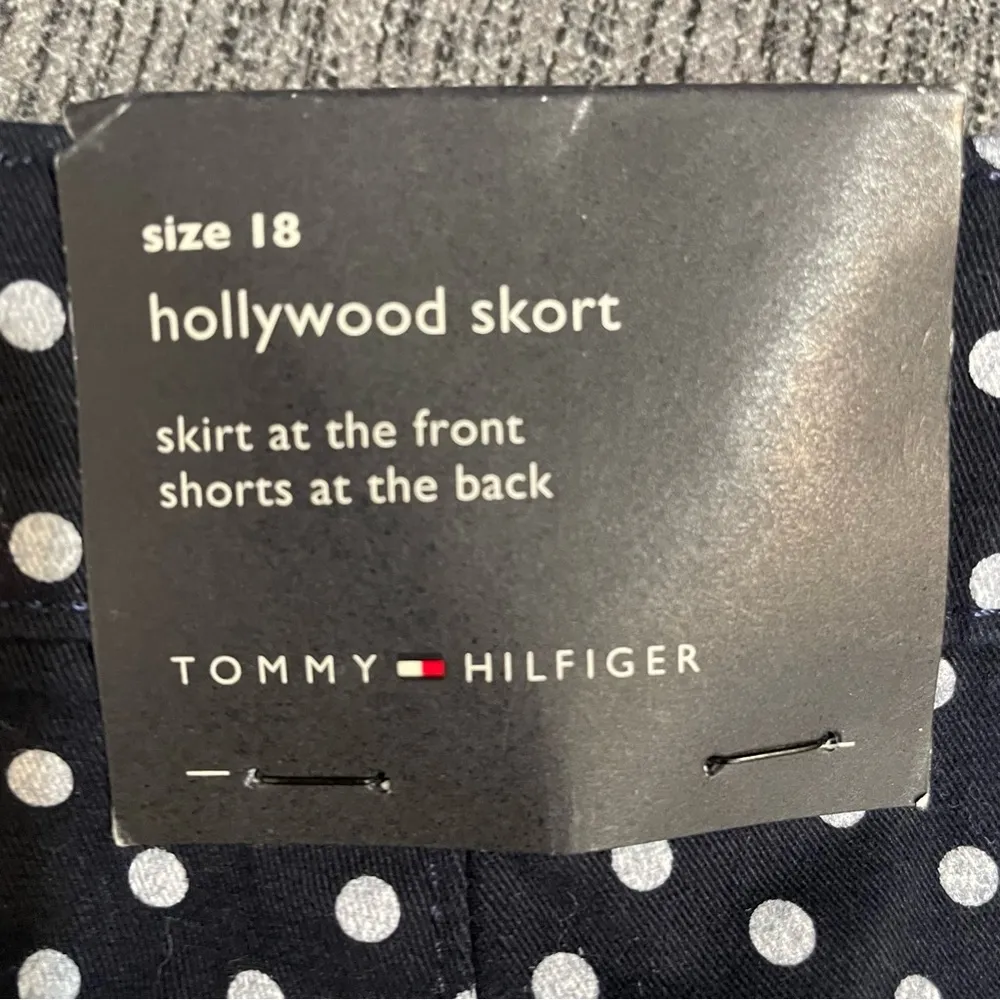 size 18
hollywood skort
skirt at the front
shorts at the back
TOMMY HILFIGER